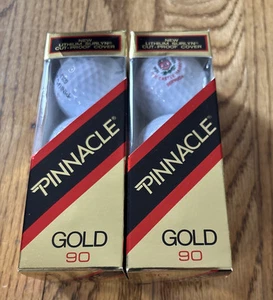 NEW
LITHIUM SURLYN®
CUT-PROOF COVER
PINNACLE®
GOLD
90
NEW
LITHIUM SURLYN®
CUT-PROOF COVER
PINNACLE®
GOLD
90